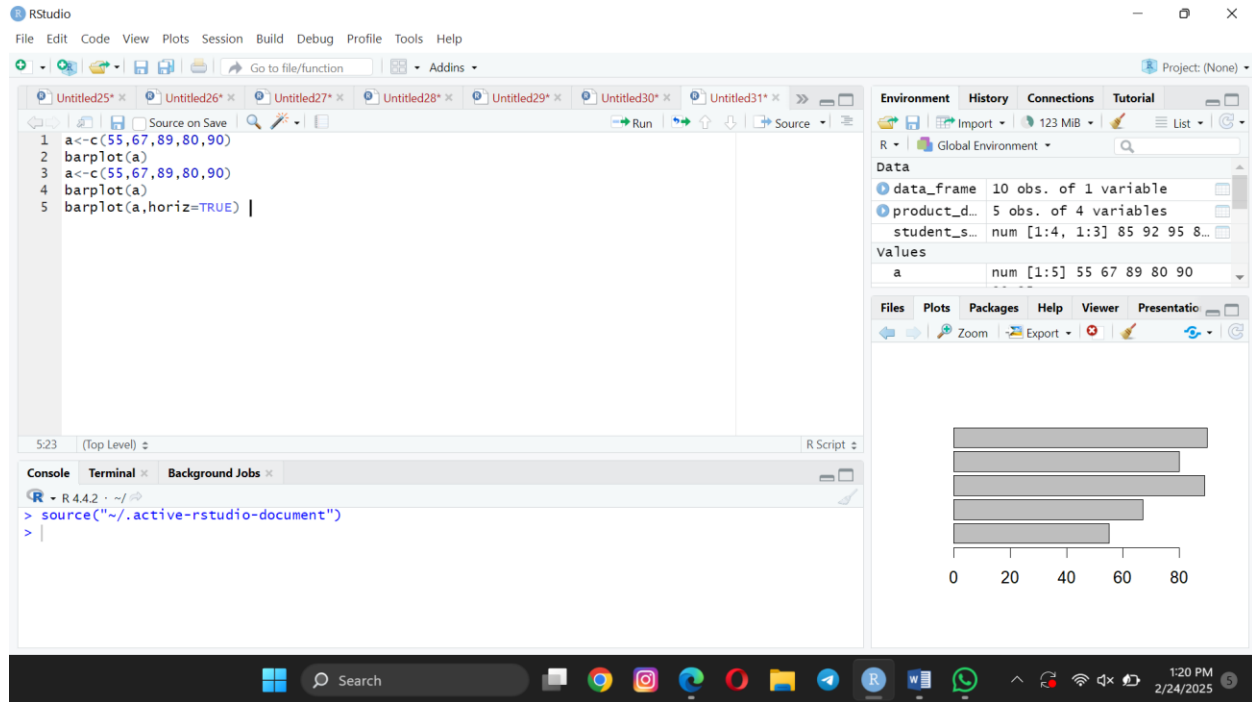 RStudio
File Edit Code View Plots Session Build Debug Profile Tools Help
Go to file/function Addins Project: (None)
Untitled25* Untitled26* Untitled27* Untitled28* Untitled29* Untitled30* Untitled31*
Source on Save Run Source
1 a<-c(55,67,89,80,90)
2 barplot(a)
3 a<-c(55,67,89,80,90)
4 barplot(a)
5 barplot(a,horiz=TRUE)
5:23 (Top Level) R Script
Console Terminal Background Jobs
R 4.4.2 · ~/
> source("~/.active-rstudio-document")
>
Environment History Connections Tutorial
Import 123 MiB List
R Global Environment
Data
data_frame 10 obs. of 1 variable
product_d… 5 obs. of 4 variables
student_s… num [1:4, 1:3] 85 92 95 8…
Values
a num [1:5] 55 67 89 80 90
Files Plots Packages Help Viewer Presentatio
Zoom Export
0 20 40 60 80
Search
1:20 PM
2/24/2025
5